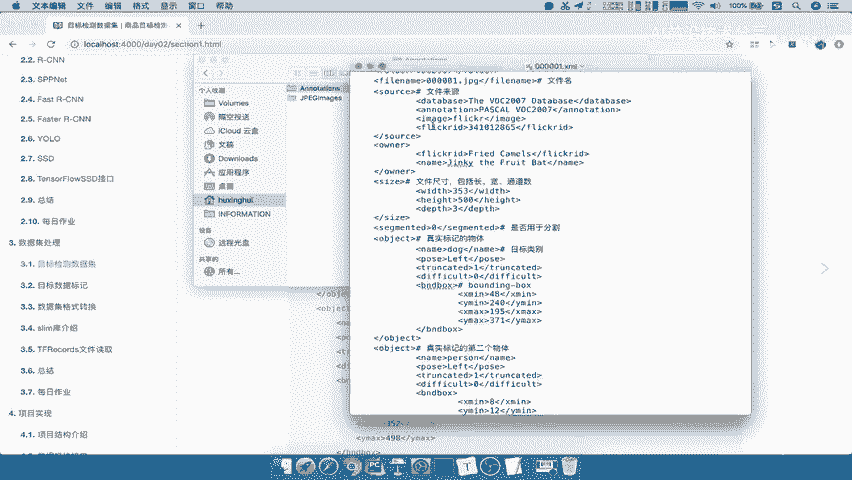 文本编辑 文件 编辑 格式 显示 窗口 帮助
100%
目标检测数据集 | 商品目标检测
localhost:4000/day02/section1.html
2.2. R-CNN
2.3. SPPNet
2.4. Fast R-CNN
2.5. Faster R-CNN
2.6. YOLO
2.7. SSD
2.8. TensorFlowSSD接口
2.9. 总结
2.10. 每日作业
3. 数据集处理
3.1. 目标检测数据集
3.2. 目标数据标记
3.3. 数据集格式转换
3.4. slim库介绍
3.5. TFRecords文件读取
3.6. 总结
3.7. 每日作业
4. 项目实现
4.1. 项目结构介绍
个人收藏
Volumes
隔空投送
iCloud 云盘
文稿
Downloads
应用程序
桌面
huxinghui
INFORMATION
设备
远程光盘
共享的
所有...
Annotations
JPEGImages
000001.xml
<filename>000001.jpg</filename># 文件名
<source># 文件来源
<database>The VOC2007 Database</database>
<annotation>PASCAL VOC2007</annotation>
<image>flickr</image>
<flickrid>341012865</flickrid>
</source>
<owner>
<flickrid>Fried Camels</flickrid>
<name>Jinky the Fruit Bat</name>
</owner>
<size># 文件尺寸，包括长、宽、通道数
<width>353</width>
<height>500</height>
<depth>3</depth>
</size>
<segmented>0</segmented># 是否用于分割
<object># 真实标记的物体
<name>dog</name># 目标类别
<pose>Left</pose>
<truncated>1</truncated>
<difficult>0</difficult>
<bndbox># bounding-box
<xmin>48</xmin>
<ymin>240</ymin>
<xmax>195</xmax>
<ymax>371</ymax>
</bndbox>
</object>
<object># 真实标记的第二个物体
<name>person</name>
<pose>Left</pose>
<truncated>1</truncated>
<difficult>0</difficult>
<bndbox>
<xmin>8</xmin>
<ymin>12</ymin>
<ymax>498</ymax>